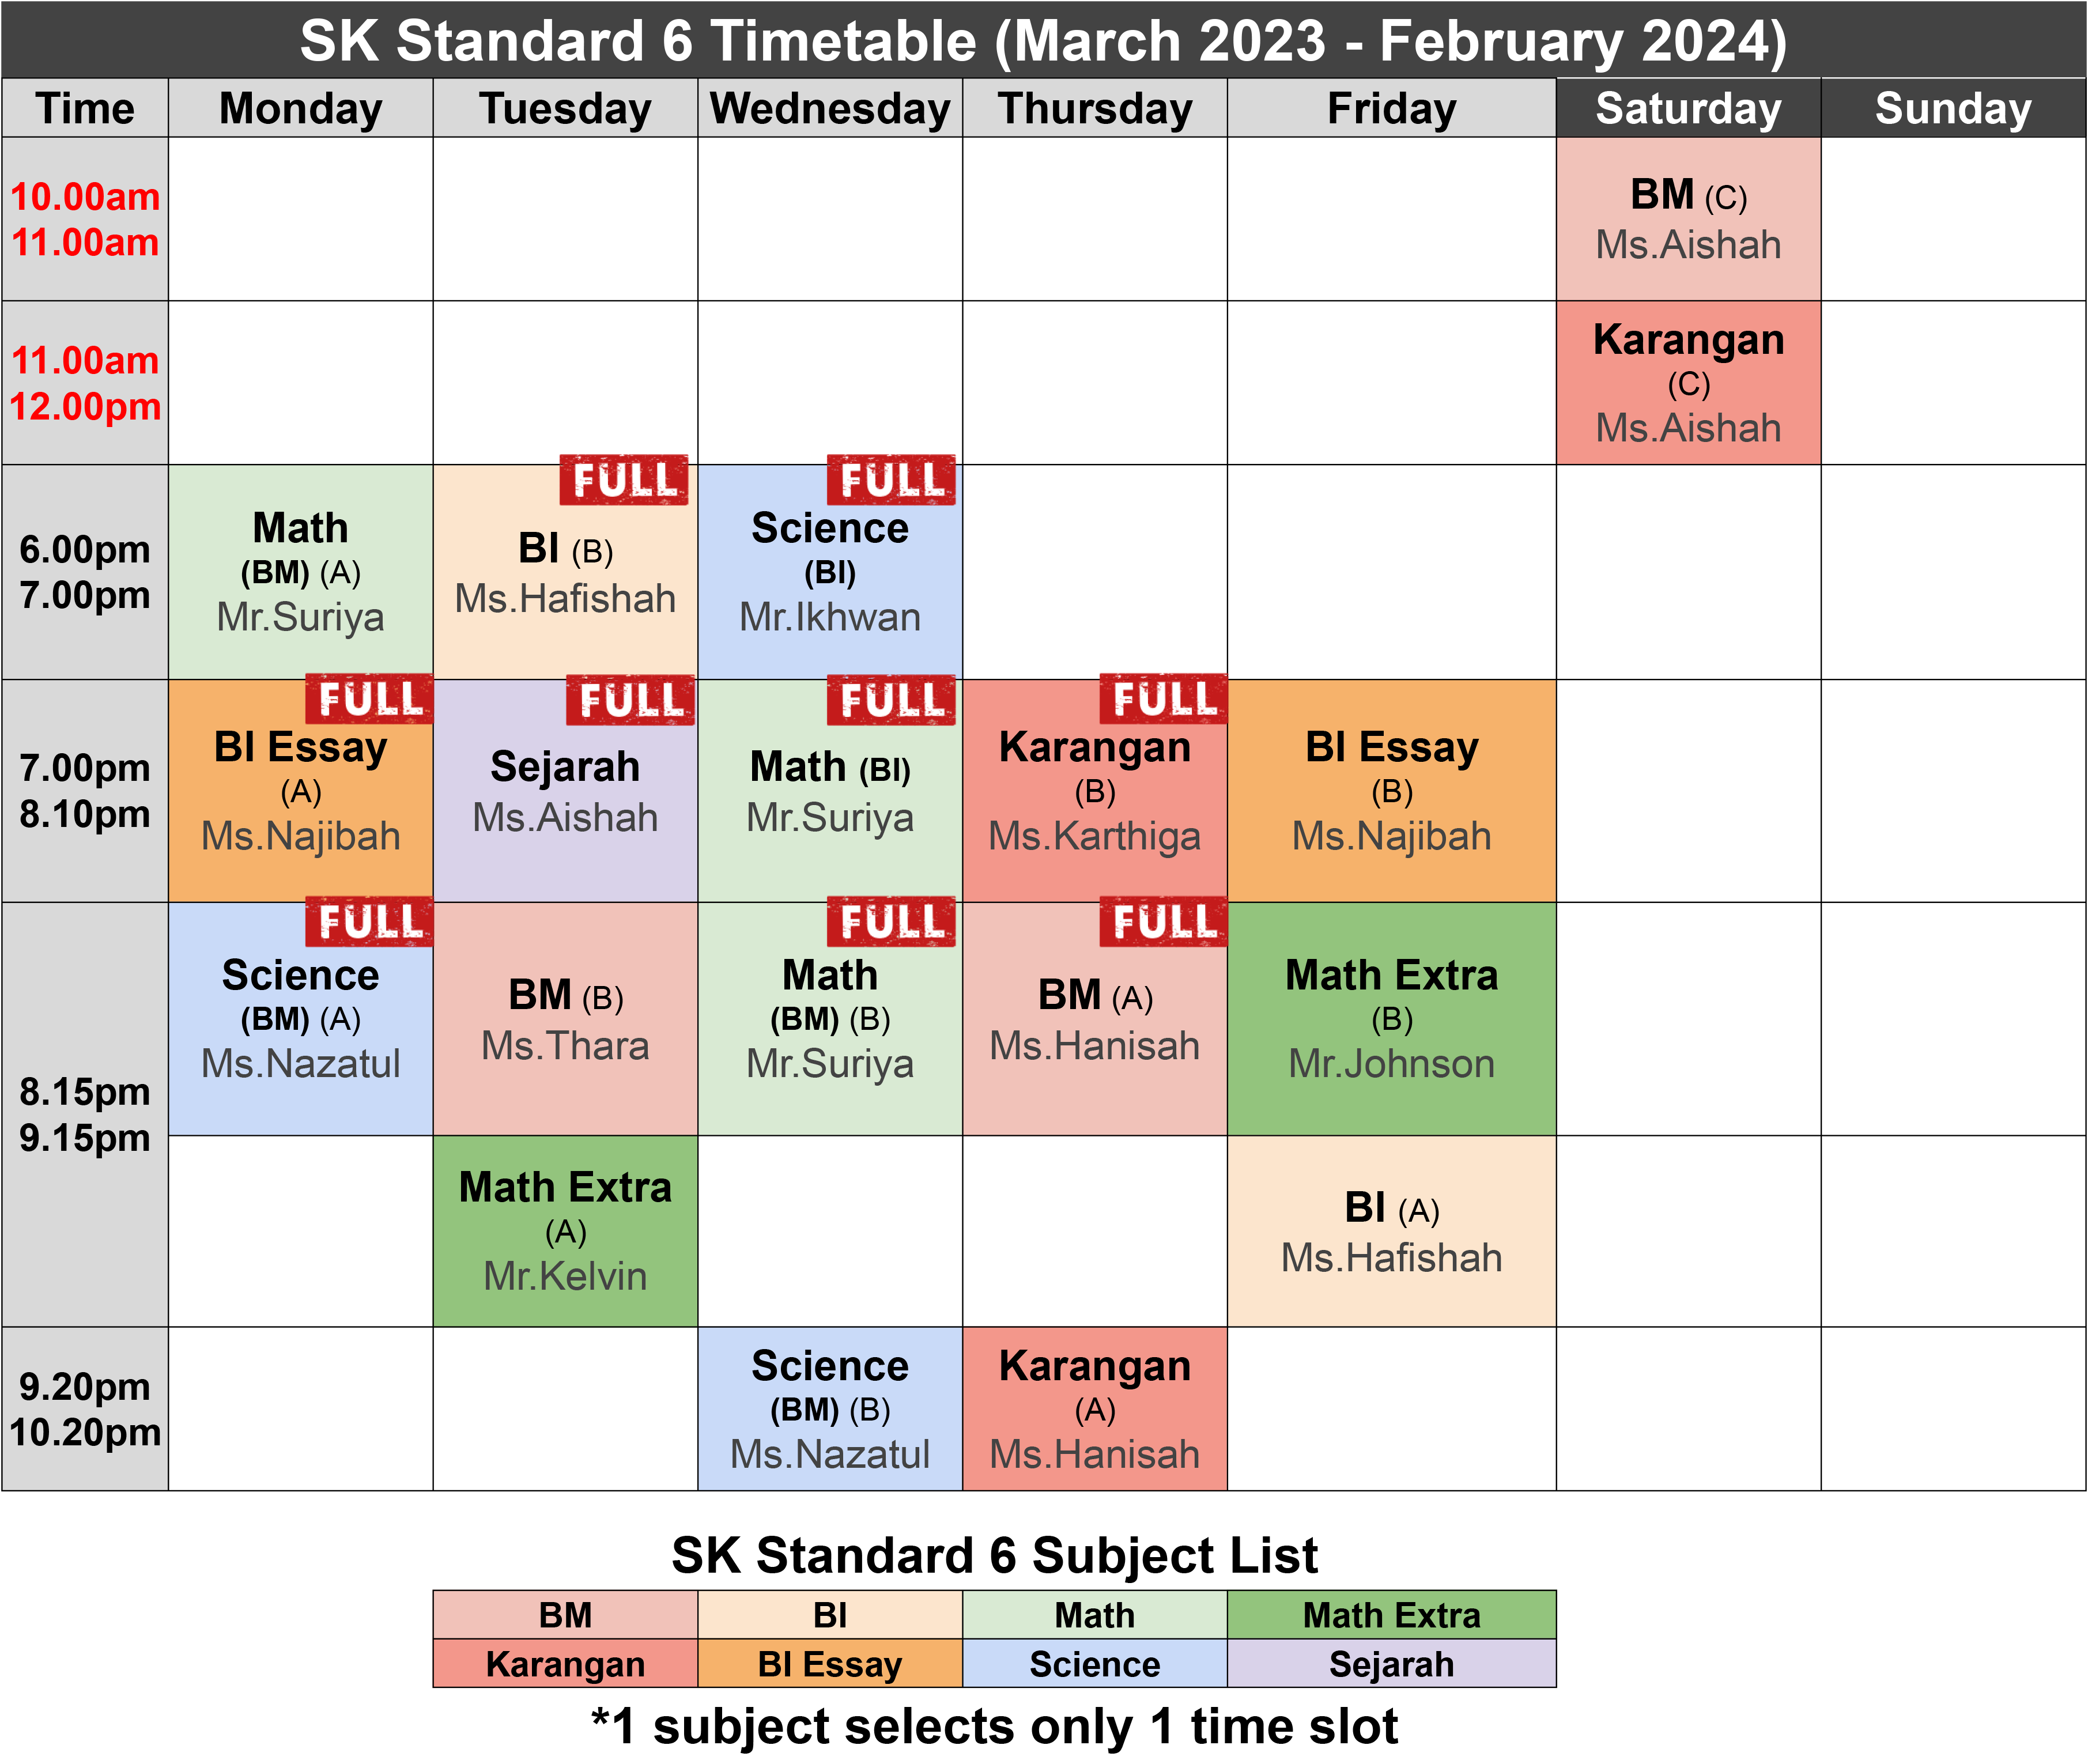 SK Standard 6 Timetable (March 2023 - February 2024)
Time Monday Tuesday Wednesday Thursday Friday Saturday Sunday
10.00am
11.00am
BM (C)
Ms.Aishah
11.00am
12.00pm
Karangan
(C)
Ms.Aishah
6.00pm
7.00pm
Math
(BM) (A)
Mr.Suriya
FULL
BI (B)
Ms.Hafishah
FULL
Science
(BI)
Mr.Ikhwan
7.00pm
8.10pm
FULL
BI Essay
(A)
Ms.Najibah
FULL
Sejarah
Ms.Aishah
FULL
Math (BI)
Mr.Suriya
FULL
Karangan
(B)
Ms.Karthiga
BI Essay
(B)
Ms.Najibah
8.15pm
9.15pm
FULL
Science
(BM) (A)
Ms.Nazatul
BM (B)
Ms.Thara
FULL
Math
(BM) (B)
Mr.Suriya
FULL
BM (A)
Ms.Hanisah
Math Extra
(B)
Mr.Johnson
Math Extra
(A)
Mr.Kelvin
BI (A)
Ms.Hafishah
9.20pm
10.20pm
Science
(BM) (B)
Ms.Nazatul
Karangan
(A)
Ms.Hanisah
SK Standard 6 Subject List
BM BI Math Math Extra
Karangan BI Essay Science Sejarah
*1 subject selects only 1 time slot